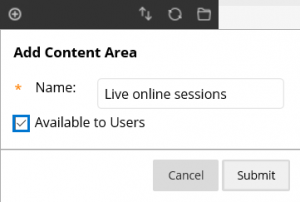 Add Content Area
* Name: Live online sessions
Available to Users
Cancel Submit